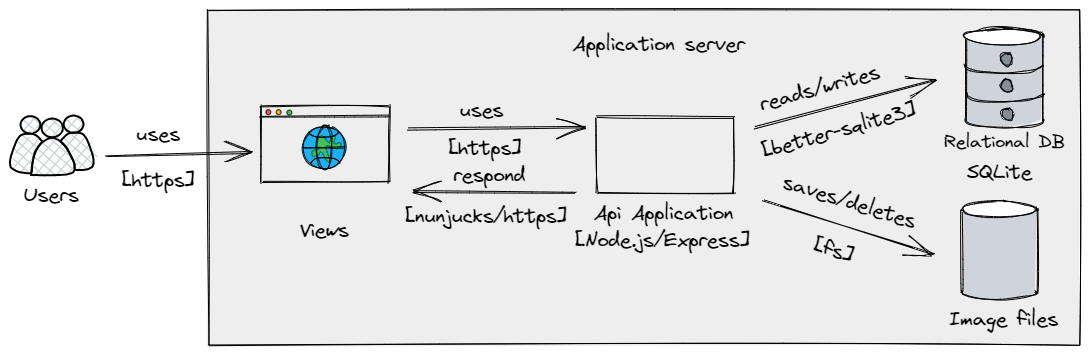 Application server
uses
[https]
Users
Views
uses
[https]
respond
[nunjucks/https]
Api Application
[Node.js/Express]
reads/writes
[better-salite3]
Relational DB
SQLite
saves/deletes
[fs]
Image files